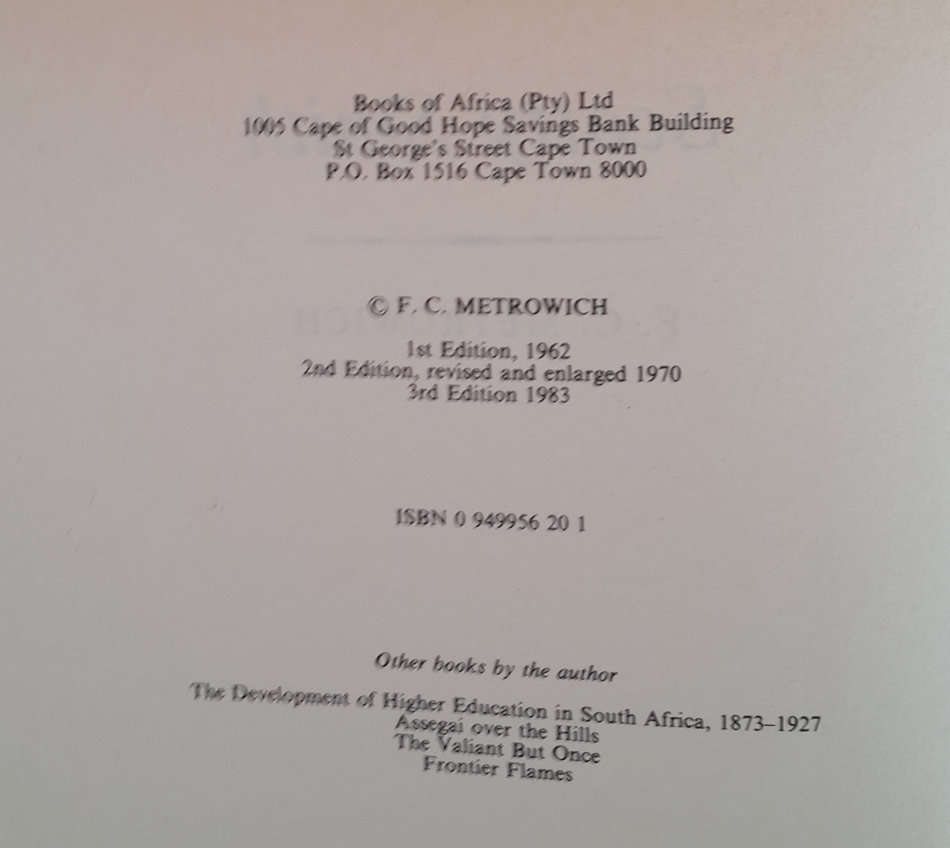 Books of Africa (Pty) Ltd
1005 Cape of Good Hope Savings Bank Building
St George's Street Cape Town
P.O. Box 1516 Cape Town 8000
© F. C. METROWICH
1st Edition, 1962
2nd Edition, revised and enlarged 1970
3rd Edition 1983
ISBN 0 949956 20 1
Other books by the author
The Development of Higher Education in South Africa, 1873–1927
Assegai over the Hills
The Valiant But Once
Frontier Flames